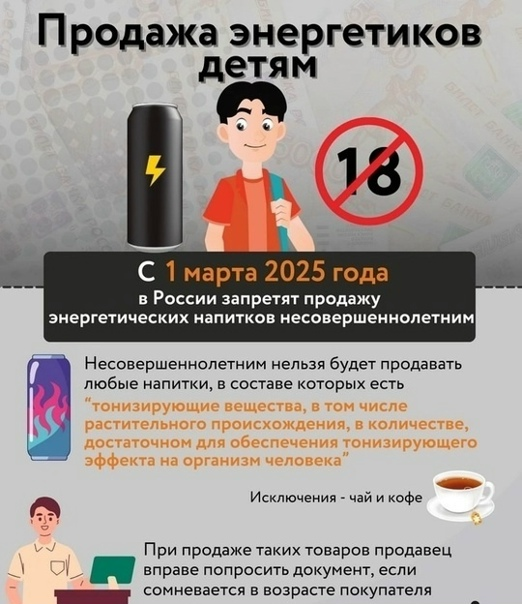 Продажа энергетиков
детям
18
С 1 марта 2025 года
в России запретят продажу
энергетических напитков несовершеннолетним
Несовершеннолетним нельзя будет продавать
любые напитки, в составе которых есть
"тонизирующие вещества, в том числе
растительного происхождения, в количестве,
достаточном для обеспечения тонизирующего
эффекта на организм человека"
Исключения - чай и кофе
При продаже таких товаров продавец
вправе попросить документ, если
сомневается в возрасте покупателя